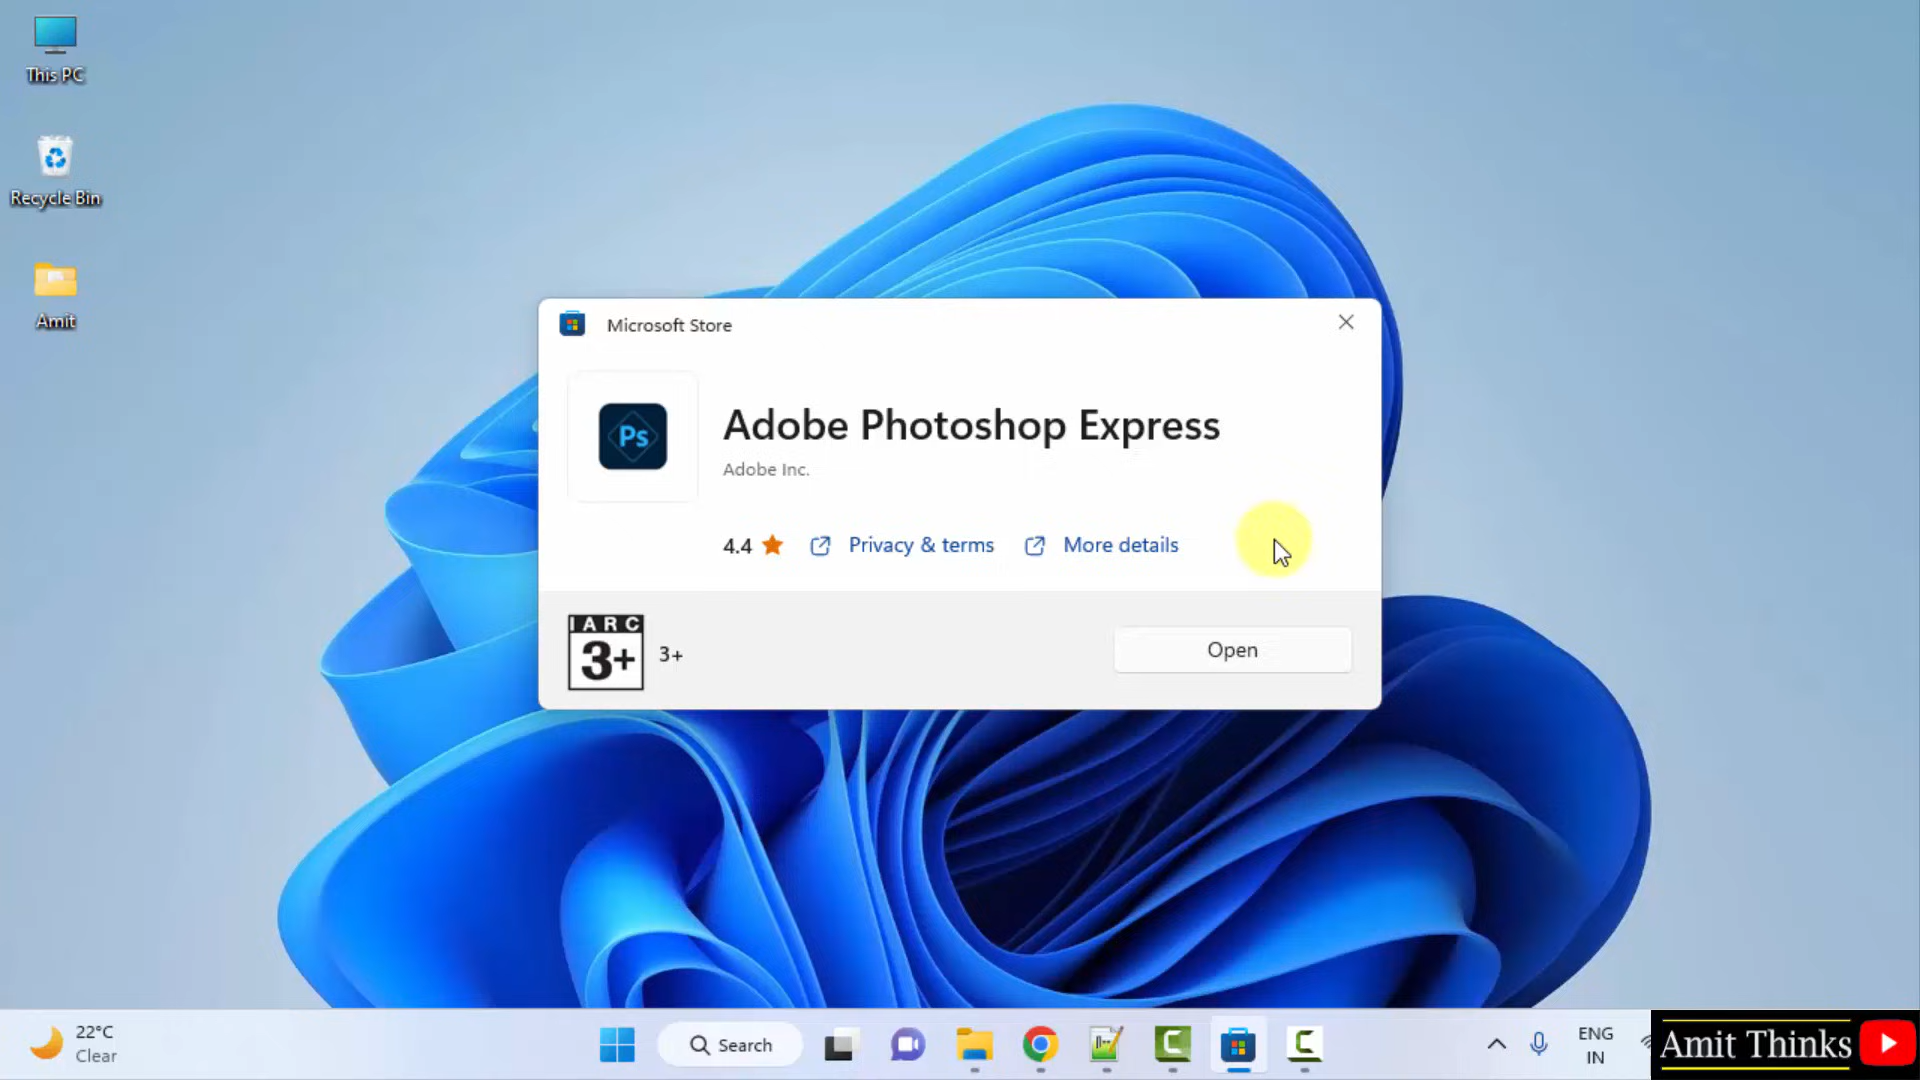 This PC
Recycle Bin
Amit
Microsoft Store
Ps
Adobe Photoshop Express
Adobe Inc.
4.4 Privacy & terms More details
IARC
3+
3+
Open
22°C
Clear
Search
ENG
IN
Amit Thinks